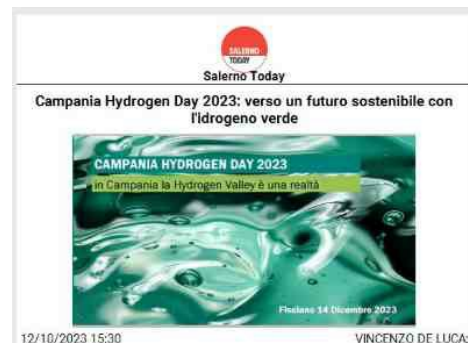 SALERNO
TODAY
Salerno Today
Campania Hydrogen Day 2023: verso un futuro sostenibile con
l'idrogeno verde
CAMPANIA HYDROGEN DAY 2023
in Campania la Hydrogen Valley è una realtà
Fisciano 14 Dicembre 2023
12/10/2023 15:30
VINCENZO DE LUCA: